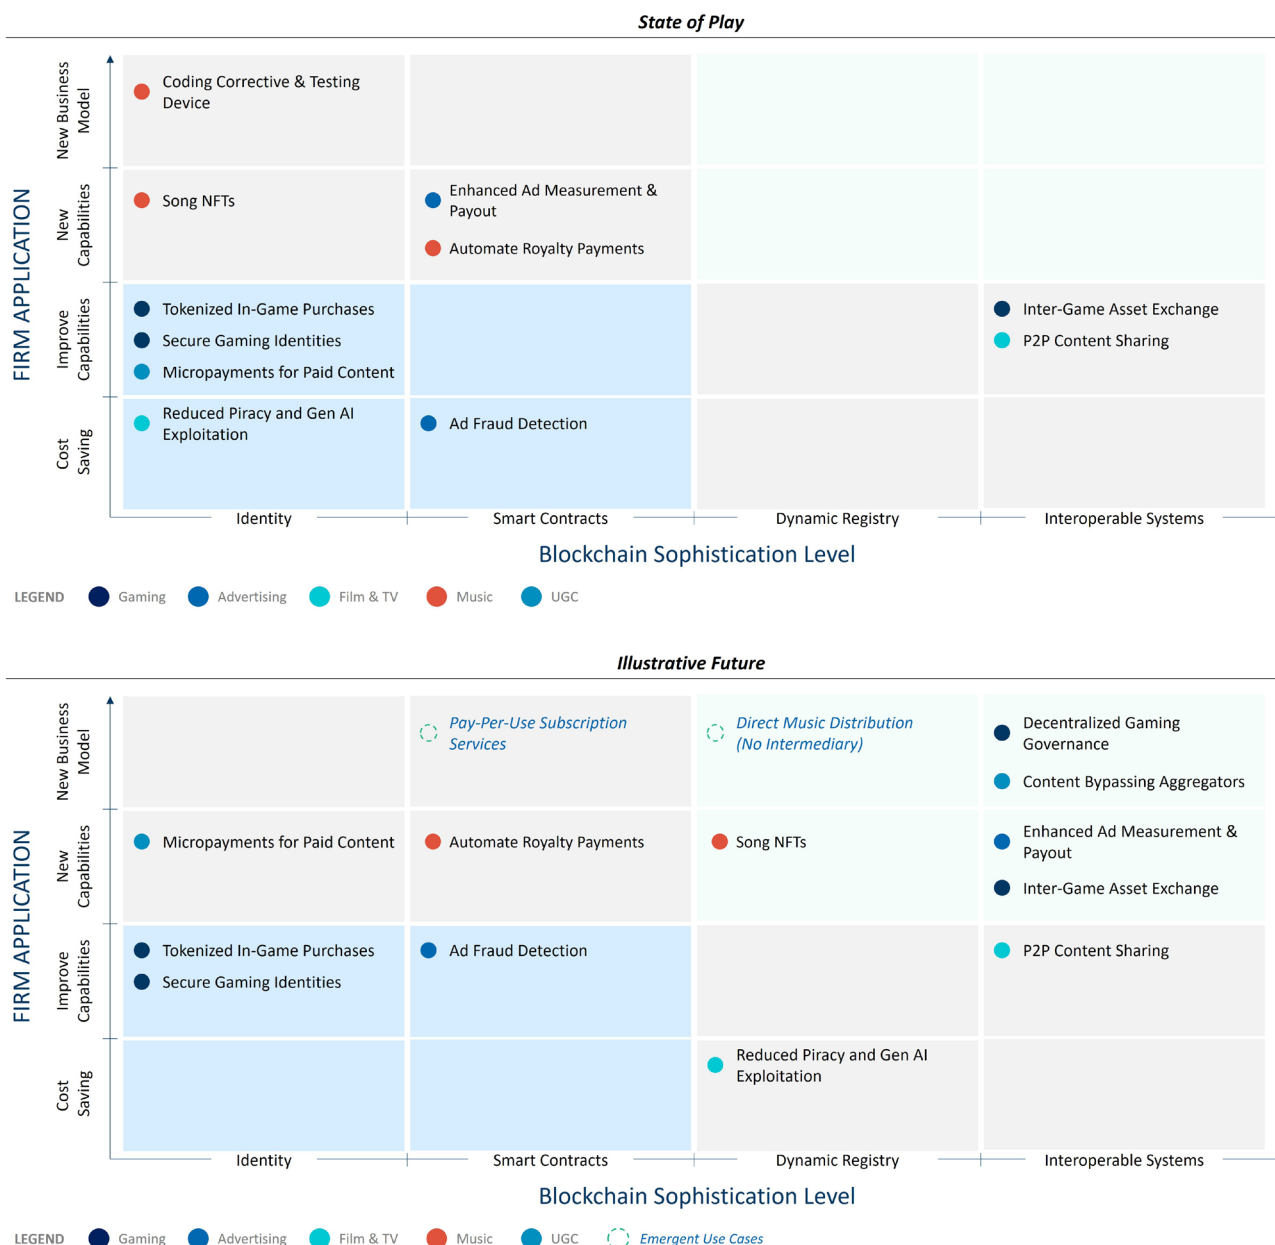 State of Play
FIRM APPLICATION
New Business
Model
Coding Corrective & Testing
Device
New
Capabilities
Song NFTs
Enhanced Ad Measurement &
Payout
Automate Royalty Payments
Improve
Capabilities
Tokenized In-Game Purchases
Secure Gaming Identities
Micropayments for Paid Content
Inter-Game Asset Exchange
P2P Content Sharing
Cost
Saving
Reduced Piracy and Gen AI
Exploitation
Ad Fraud Detection
Identity
Smart Contracts
Dynamic Registry
Interoperable Systems
Blockchain Sophistication Level
LEGEND
Gaming
Advertising
Film & TV
Music
UGC
Illustrative Future
FIRM APPLICATION
New Business
Model
Pay-Per-Use Subscription
Services
Direct Music Distribution
(No Intermediary)
Decentralized Gaming
Governance
Content Bypassing Aggregators
New
Capabilities
Micropayments for Paid Content
Automate Royalty Payments
Song NFTs
Enhanced Ad Measurement &
Payout
Inter-Game Asset Exchange
Improve
Capabilities
Tokenized In-Game Purchases
Secure Gaming Identities
Ad Fraud Detection
P2P Content Sharing
Cost
Saving
Reduced Piracy and Gen AI
Exploitation
Identity
Smart Contracts
Dynamic Registry
Interoperable Systems
Blockchain Sophistication Level
LEGEND
Gaming
Advertising
Film & TV
Music
UGC
Emergent Use Cases